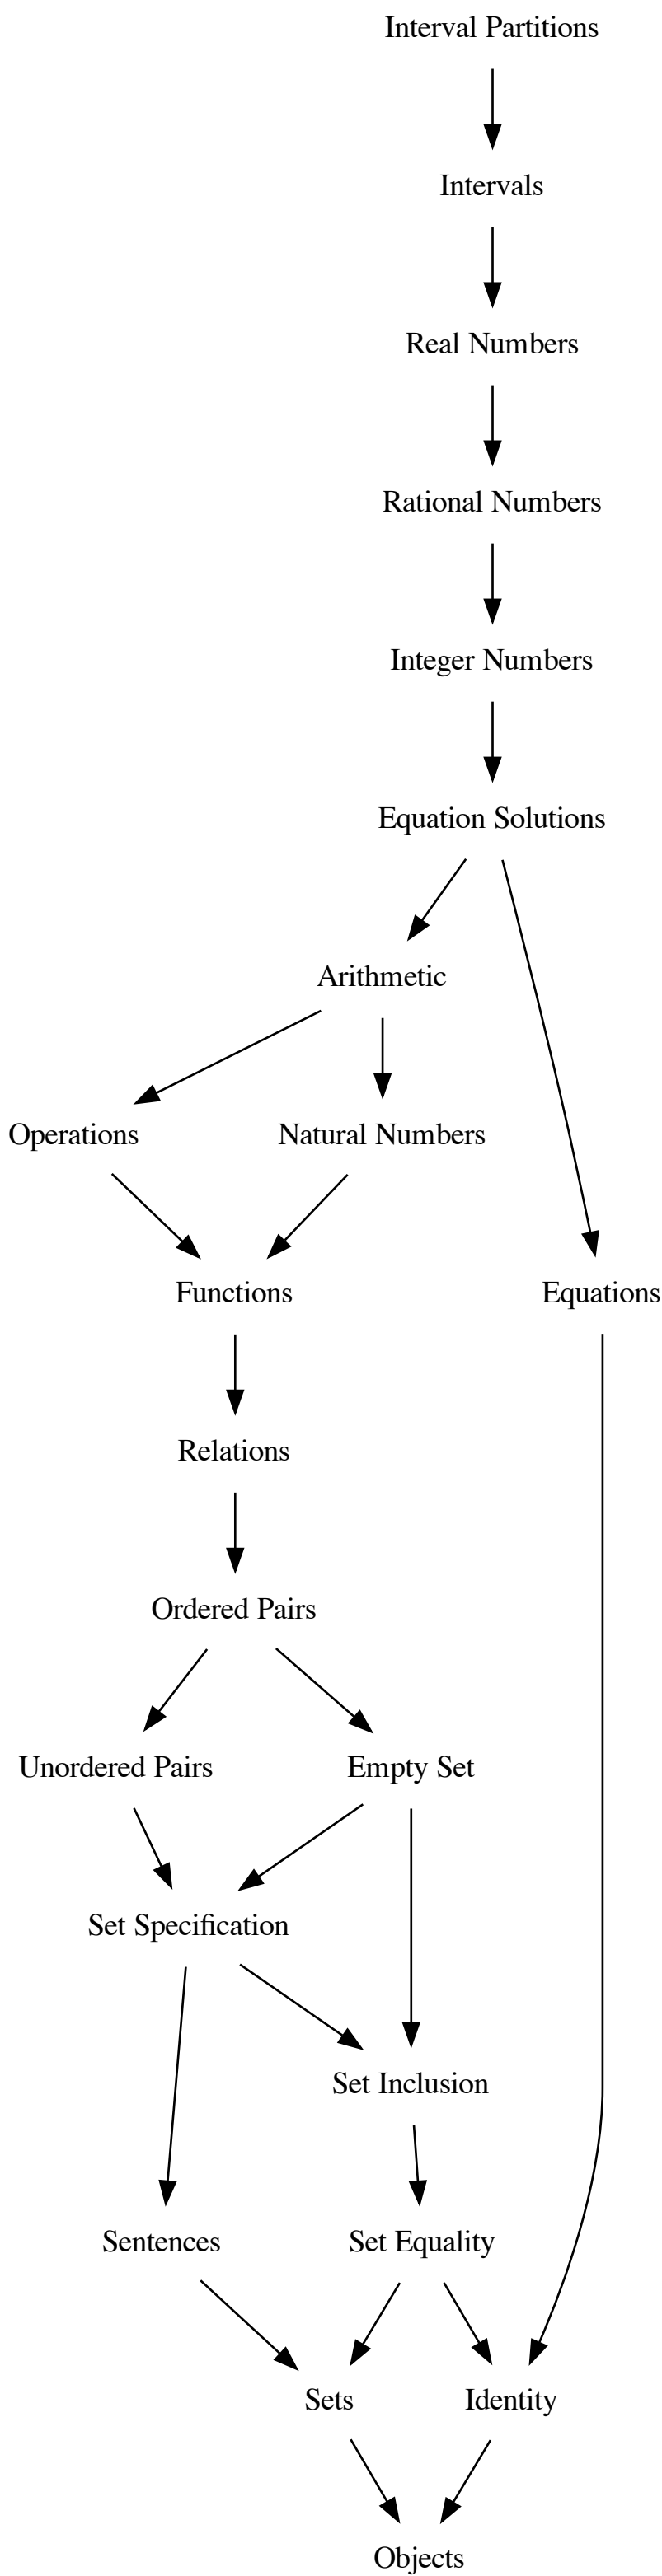 Interval Partitions
Intervals
Real Numbers
Rational Numbers
Integer Numbers
Equation Solutions
Arithmetic
Operations
Natural Numbers
Functions
Equations
Relations
Ordered Pairs
Unordered Pairs
Empty Set
Set Specification
Set Inclusion
Sentences
Set Equality
Sets
Identity
Objects